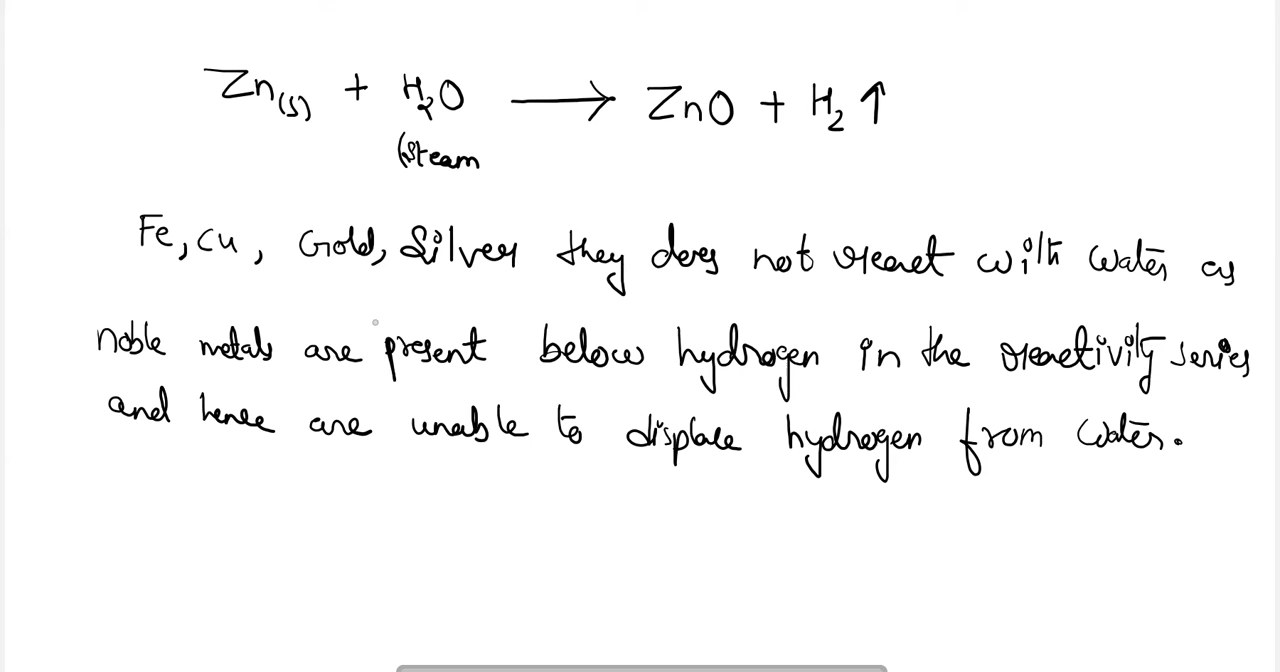 Zn(s) + H₂O ⟶ ZnO + H₂ ↑
(Steam
Fe, Cu, Gold, Silver they does not react with water as
noble metals are present below hydrogen in the reactivity series
and hence are unable to displace hydrogen from water.